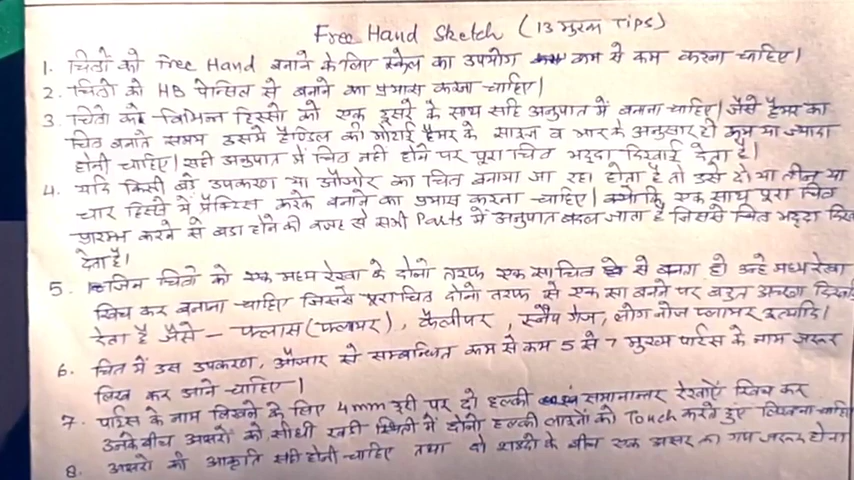 Free Hand Sketch (13 मुख्य Tips)
1. चित्रों को Free Hand बनाने के लिए स्केल का उपयोग कम से कम करना चाहिए।
2. चित्रों को HB पेन्सिल से बनाने का प्रयास करना चाहिए।
3. चित्रों के विभिन्न हिस्सों को एक दूसरे के साथ सहि अनुपात में बनाना चाहिए। जैसे हैमर का
चित्र बनाते समय उसमे हैण्डिल की मोटाई हैमर के साइज व भार के अनुसार ही कम या ज्यादा
होनी चाहिए। सही अनुपात में चित्र नही होने पर पूरा चित्र भद्दा दिखाई देता है।
4. यदि किसी बडे उपकरण या औजार का चित्र बनाया जा रहा होता है तो उसे दो या तीन या
चार हिस्से में प्रैक्टिस करके बनाने का प्रयास करना चाहिए। क्योकि एक साथ पूरा चित्र
प्रारम्भ करने से बडा होने की वजह से सभी Parts में अनुपात बदल जाता है जिससे चित्र भद्दा
देता है।
5. जिन चित्रो को एक मध्य रेखा के दोनो तरफ एक सा चित्र से बनता हो उन्हे मध्य रेखा
खिच कर बनाना चाहिए जिससे पूरा चित्र दोनो तरफ से एक सा बनने पर बहुत अच्छा
देता है जैसे - प्लास (प्लायर), कैलीपर, स्नैप गेज, लोंग नोज प्लायर इत्यादि।
6. चित्र में उस उपकरण, औजार से सम्बन्धित कम से कम 5 से 7 मुख्य पार्टस के नाम जरूर
लिख कर आने चाहिए।
7. पार्टस के नाम लिखने के लिए 4mm दूरी पर दो हल्की समानान्तर रेखाएँ खिच कर
उनके बीच अक्षरो को सीधी खडी स्थिती में दोनो हल्की लाइनों को Touch करते हुए लिखना
8. अक्षरो की आकृति सही होनी चाहिए तथा दो शब्दो के बीच एक अक्षर का गैप जरूर होना